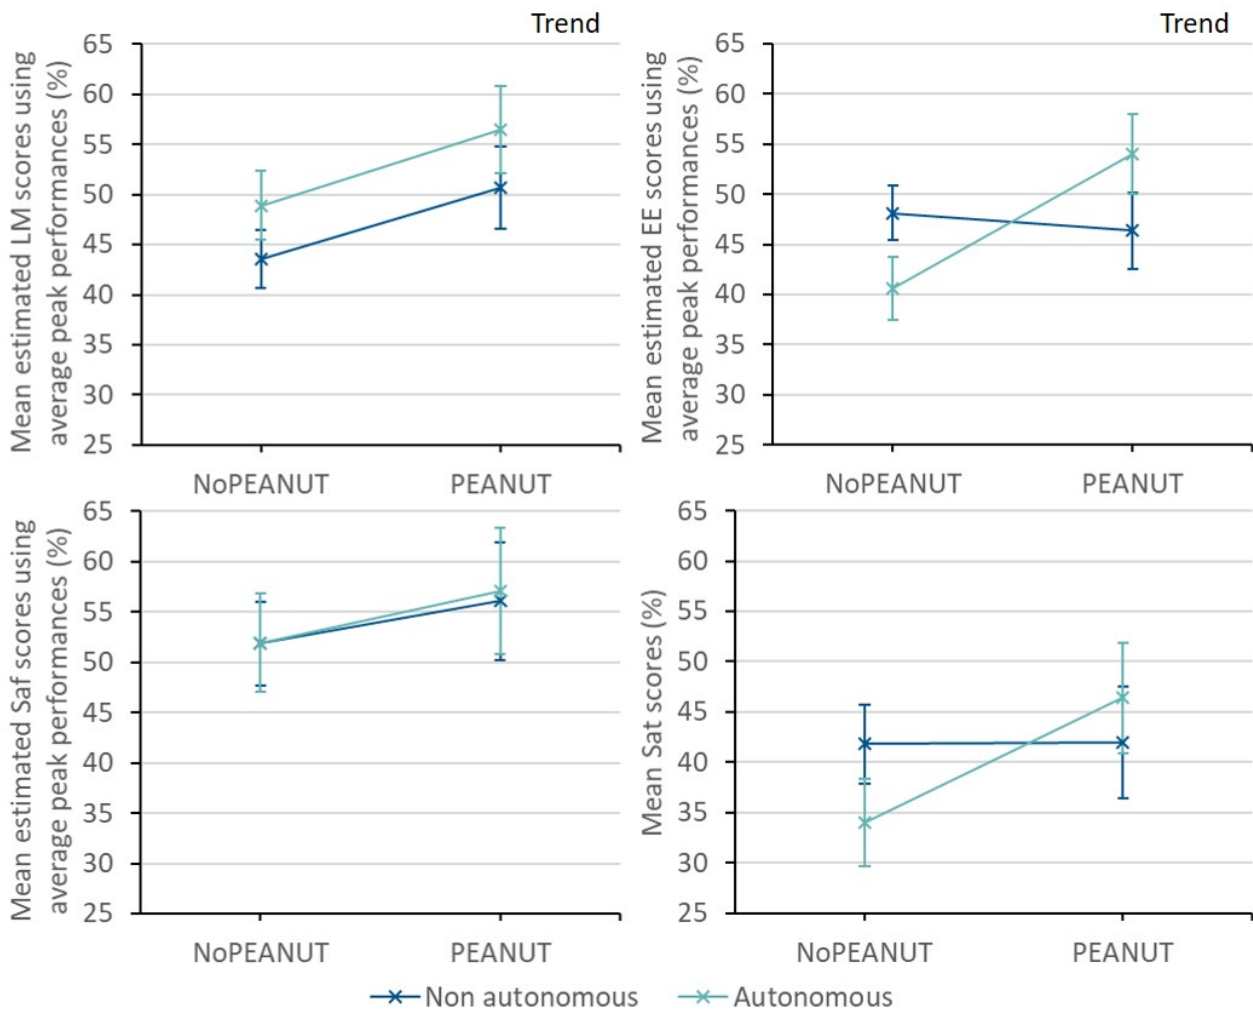 Trend
Mean estimated LM scores using
average peak performances (%)
65
60
55
50
45
40
35
30
25
NoPEANUT PEANUT
Trend
Mean estimated EE scores using
average peak performances (%)
65
60
55
50
45
40
35
30
25
NoPEANUT PEANUT
Mean estimated Saf scores using
average peak performances (%)
65
60
55
50
45
40
35
30
25
NoPEANUT PEANUT
Mean Sat scores (%)
65
60
55
50
45
40
35
30
25
NoPEANUT PEANUT
Non autonomous Autonomous